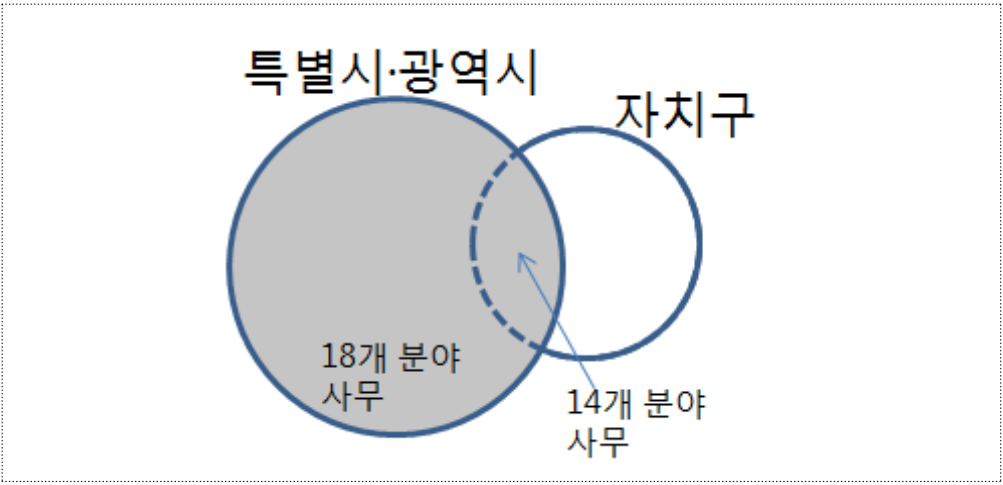 특별시·광역시
자치구
18개 분야
사무
14개 분야
사무